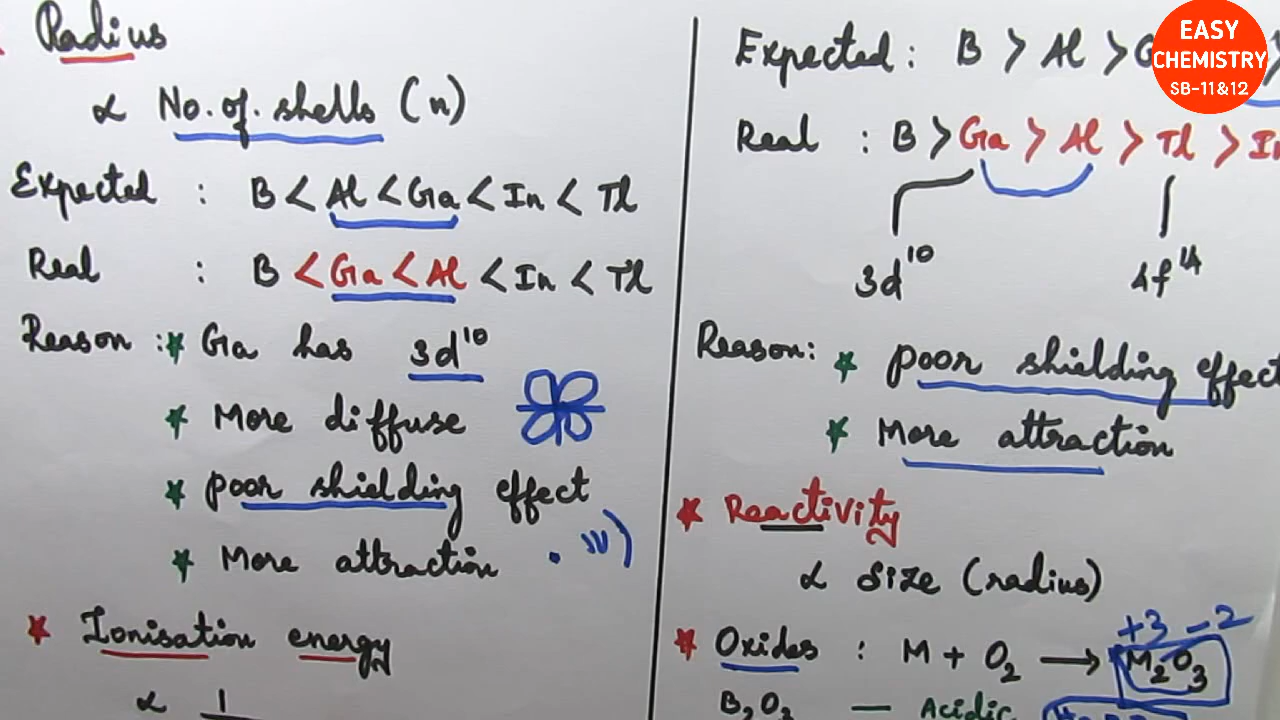 Radius
∝ No. of. shells (n)
Expected : B < Al < Ga < In < Tl
Real : B < Ga < Al < In < Tl
Reason : * Ga has 3d¹⁰
* More diffuse
* Poor shielding effect
* More attraction
* Ionisation energy
∝ 1
Expected : B > Al > G
Real : B > Ga > Al > Tl > In
3d¹⁰ 4f¹⁴
Reason: * Poor shielding effect
* More attraction
* Reactivity
∝ Size (radius)
+3 -2
* Oxides : M + O₂ → M₂O₃
B₂O₃ — Acidic
EASY
CHEMISTRY
SB-11&12